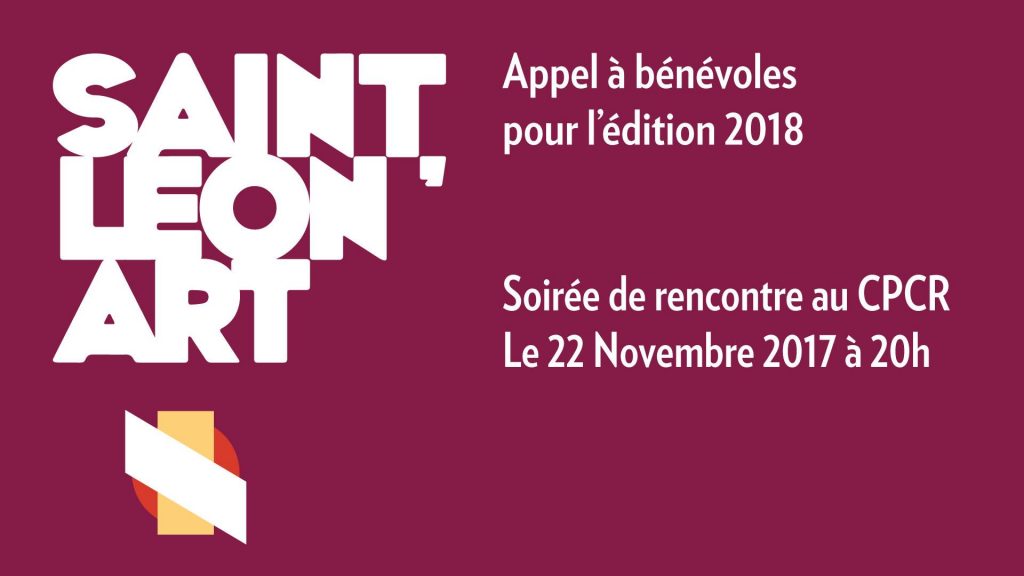 SAINT
LEON'
ART
Appel à bénévoles
pour l'édition 2018
Soirée de rencontre au CPCR
Le 22 Novembre 2017 à 20h